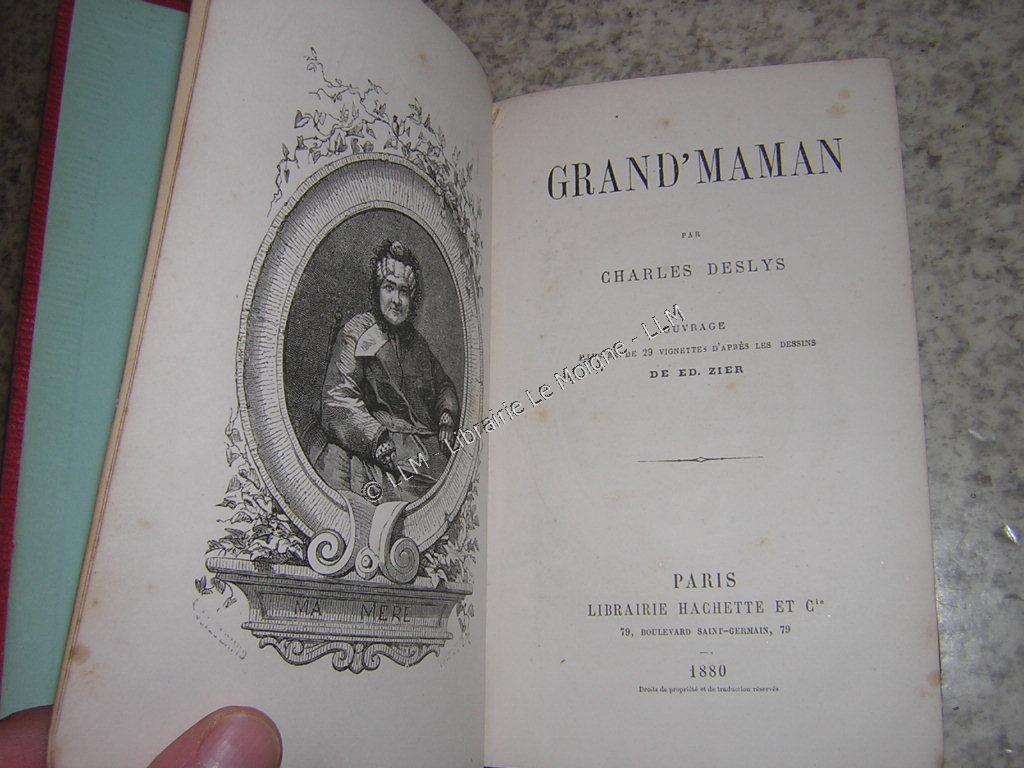 MA MERE
GRAND'MAMAN
PAR
CHARLES DESLYS
OUVRAGE
DE 29 VIGNETTES D'APRÈS LES DESSINS
DE ED. ZIER
PARIS
LIBRAIRIE HACHETTE ET Cie
79, BOULEVARD SAINT-GERMAIN, 79
1880
Droits de propriété et de traduction réservés
© LLM - Librairie Le Moigne - LLM